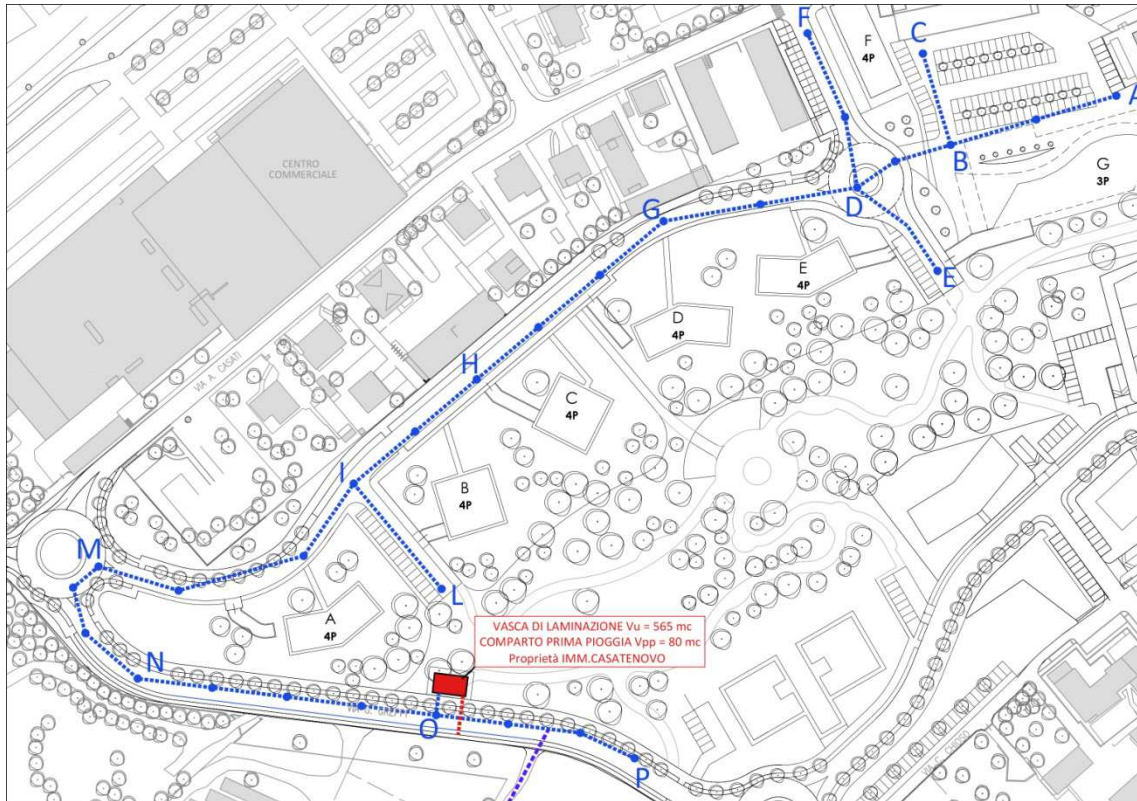 F
F
4P
C
A
B
G
3P
CENTRO
COMMERCIALE
G
D
E
E
4P
D
4P
VIA A. CASATI
H
C
4P
I
B
4P
M
L
A
4P
VASCA DI LAMINAZIONE Vu = 565 mc
COMPARTO PRIMA PIOGGIA Vpp = 80 mc
Proprietà IMM.CASATENOVO
N
O
P